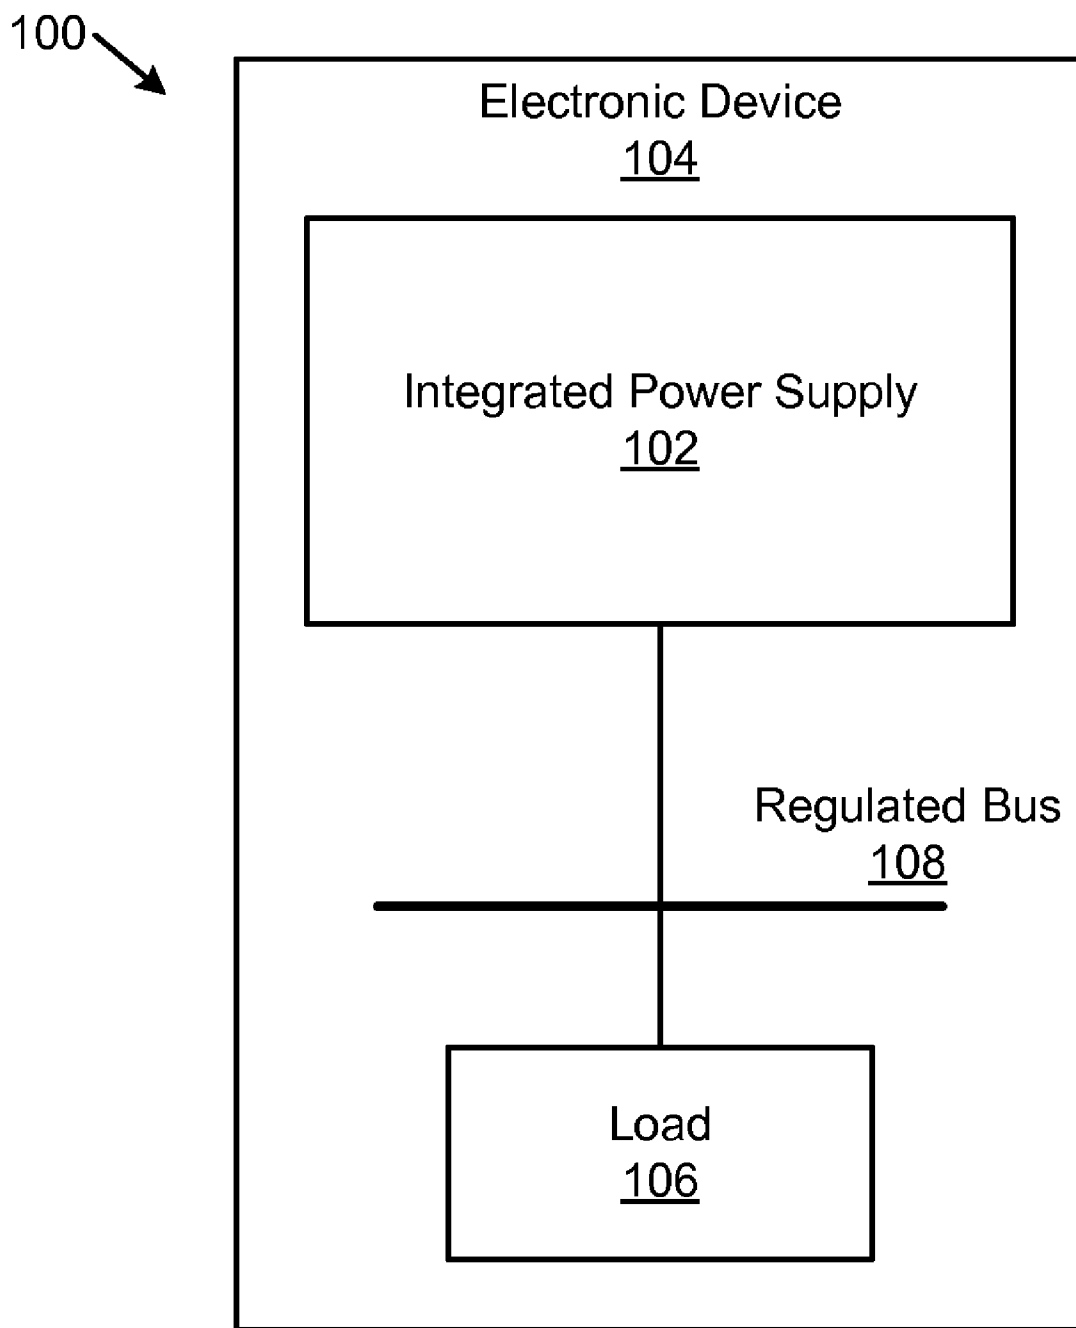 100
Electronic Device
104
Integrated Power Supply
102
Regulated Bus
108
Load
106